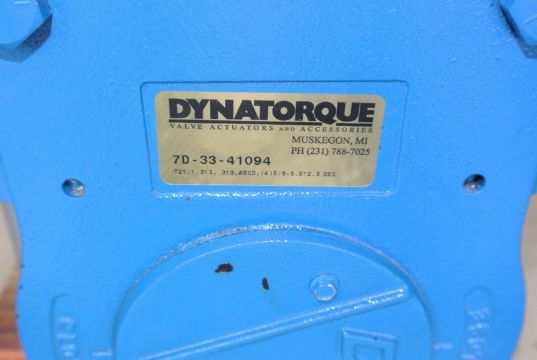 DYNATORQUE
VALVE ACTUATORS AND ACCESSORIES
MUSKEGON, MI
PH (231) 788-7025
7D-33-41094